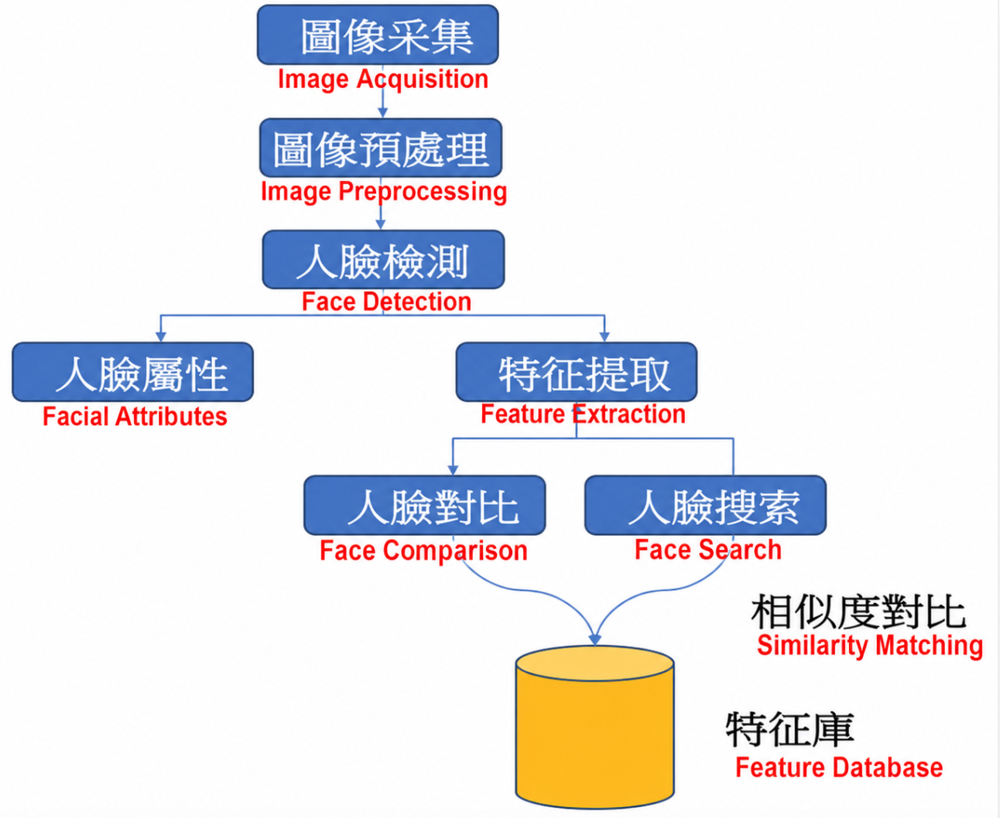 圖像采集
Image Acquisition
圖像預處理
Image Preprocessing
人臉檢測
Face Detection
人臉屬性
Facial Attributes
特征提取
Feature Extraction
人臉對比
Face Comparison
人臉搜索
Face Search
相似度對比
Similarity Matching
特征庫
Feature Database